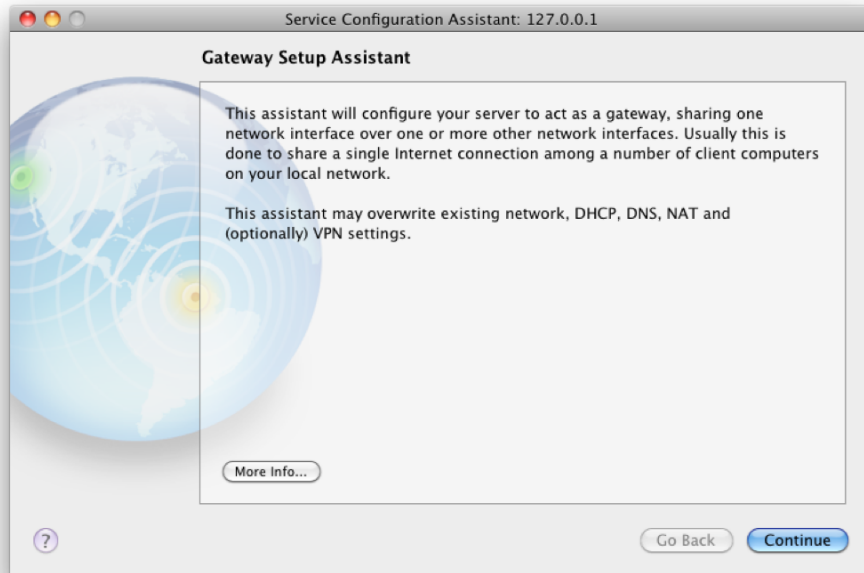 Service Configuration Assistant: 127.0.0.1
Gateway Setup Assistant
This assistant will configure your server to act as a gateway, sharing one
network interface over one or more other network interfaces. Usually this is
done to share a single Internet connection among a number of client computers
on your local network.
This assistant may overwrite existing network, DHCP, DNS, NAT and
(optionally) VPN settings.
More Info...
?
Go Back
Continue